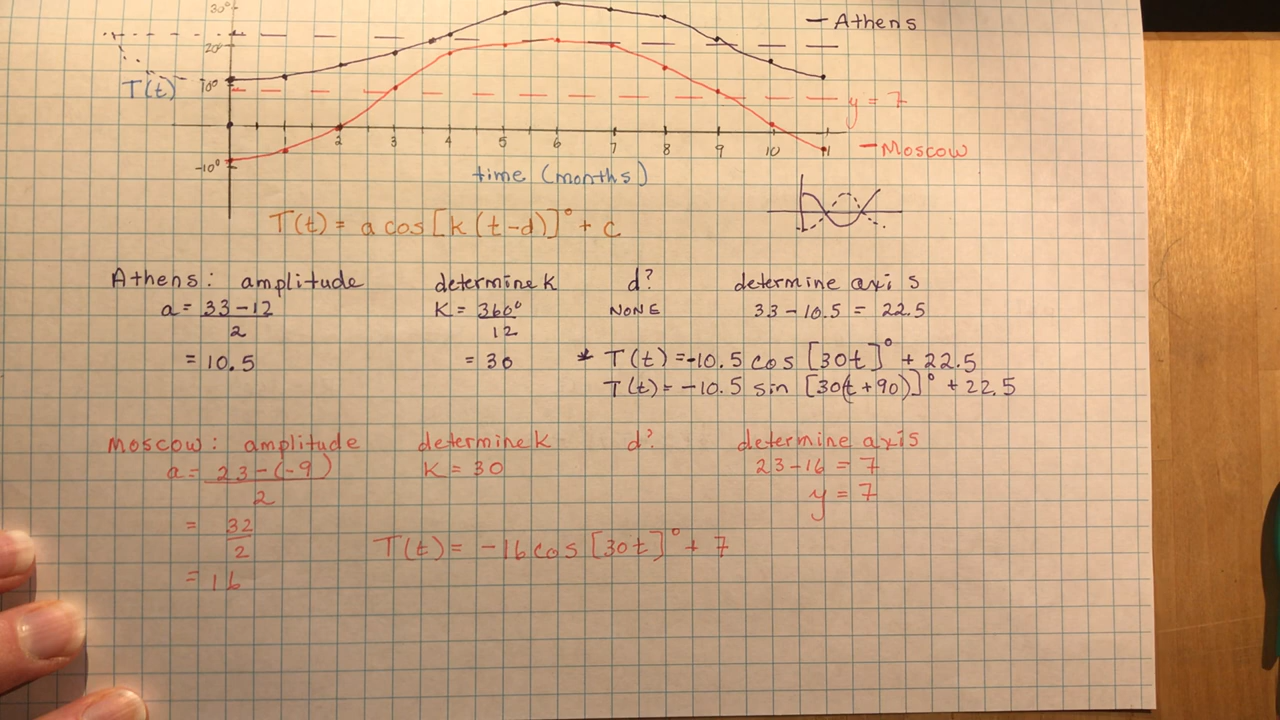 30°
— Athens
20°
T(t)
10°
y = 7
2 3 4 5 6 7 8 9 10 11
— Moscow
-10°
time (months)
T(t) = a cos [k (t-d)]° + c
Athens: amplitude determine k d? determine axis
a = 33-12 / 2 K = 360° / 12 NONE 33 - 10.5 = 22.5
= 10.5 = 30 * T(t) = -10.5 cos [30t]° + 22.5
T(t) = -10.5 sin [30(t+90)]° + 22.5
Moscow: amplitude determine k d? determine axis
a = 23-(-9) / 2 K = 30 23-16 = 7
y = 7
= 32 / 2
T(t) = -16 cos [30t]° + 7
= 16